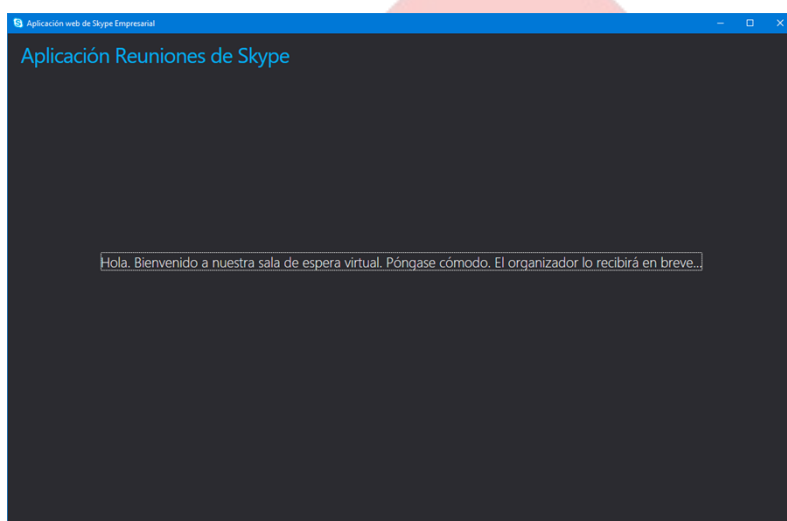 Aplicación web de Skype Empresarial
Aplicación Reuniones de Skype
Hola. Bienvenido a nuestra sala de espera virtual. Póngase cómodo. El organizador lo recibirá en breve...